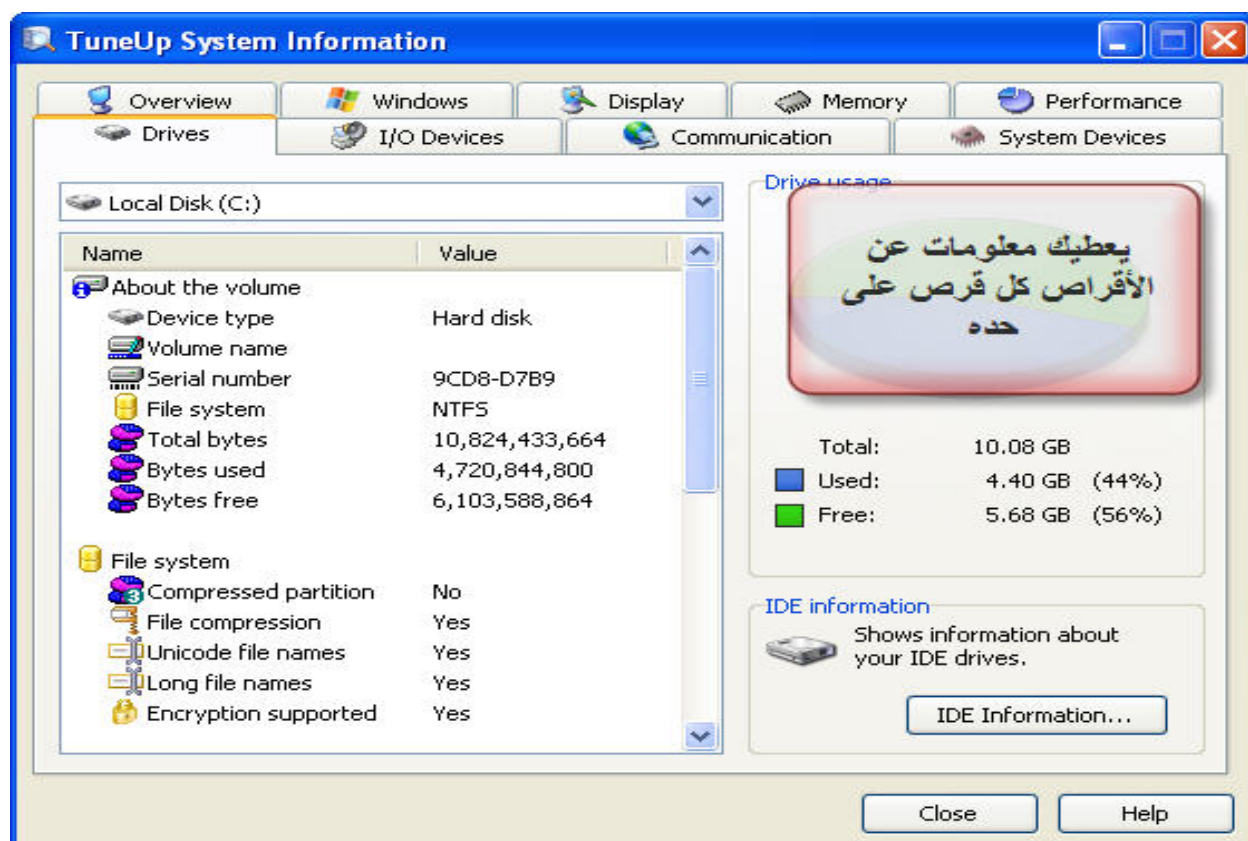 TuneUp System Information
Overview Windows Display Memory Performance
Drives I/O Devices Communication System Devices
Local Disk (C:)
Name Value
About the volume
Device type Hard disk
Volume name
Serial number 9CD8-D7B9
File system NTFS
Total bytes 10,824,433,664
Bytes used 4,720,844,800
Bytes free 6,103,588,864
File system
3
Compressed partition No
File compression Yes
Unicode file names Yes
Long file names Yes
Encryption supported Yes
Drive usage
يعطيك معلومات عن
الأقراص كل قرص على
حده
Total: 10.08 GB
Used: 4.40 GB (44%)
Free: 5.68 GB (56%)
IDE information
Shows information about
your IDE drives.
IDE Information...
Close Help